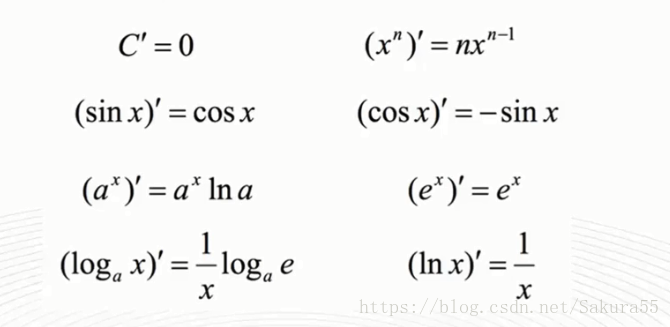 C′ = 0 (xⁿ)′ = nxⁿ⁻¹
(sin x)′ = cos x (cos x)′ = − sin x
(aˣ)′ = aˣ ln a (eˣ)′ = eˣ
(logₐ x)′ = 1/x logₐ e (ln x)′ = 1/x
https://blog.csdn.net/Sakura55